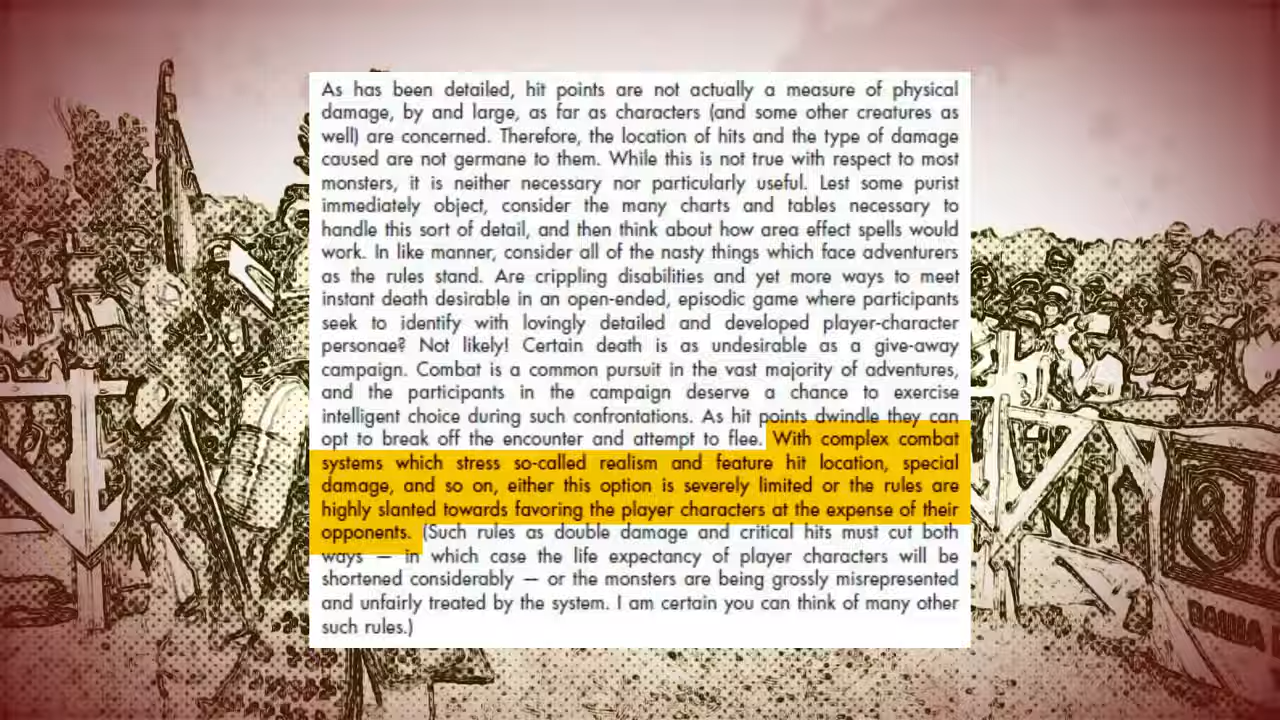 As has been detailed, hit points are not actually a measure of physical
damage, by and large, as far as characters (and some other creatures as
well) are concerned. Therefore, the location of hits and the type of damage
caused are not germane to them. While this is not true with respect to most
monsters, it is neither necessary nor particularly useful. Lest some purist
immediately object, consider the many charts and tables necessary to
handle this sort of detail, and then think about how area effect spells would
work. In like manner, consider all of the nasty things which face adventurers
as the rules stand. Are crippling disabilities and yet more ways to meet
instant death desirable in an open-ended, episodic game where participants
seek to identify with lovingly detailed and developed player-character
personae? Not likely! Certain death is as undesirable as a give-away
campaign. Combat is a common pursuit in the vast majority of adventures,
and the participants in the campaign deserve a chance to exercise
intelligent choice during such confrontations. As hit points dwindle they can
opt to break off the encounter and attempt to flee. With complex combat
systems which stress so-called realism and feature hit location, special
damage, and so on, either this option is severely limited or the rules are
highly slanted towards favoring the player characters at the expense of their
opponents. (Such rules as double damage and critical hits must cut both
ways — in which case the life expectancy of player characters will be
shortened considerably — or the monsters are being grossly misrepresented
and unfairly treated by the system. I am certain you can think of many other
such rules.)